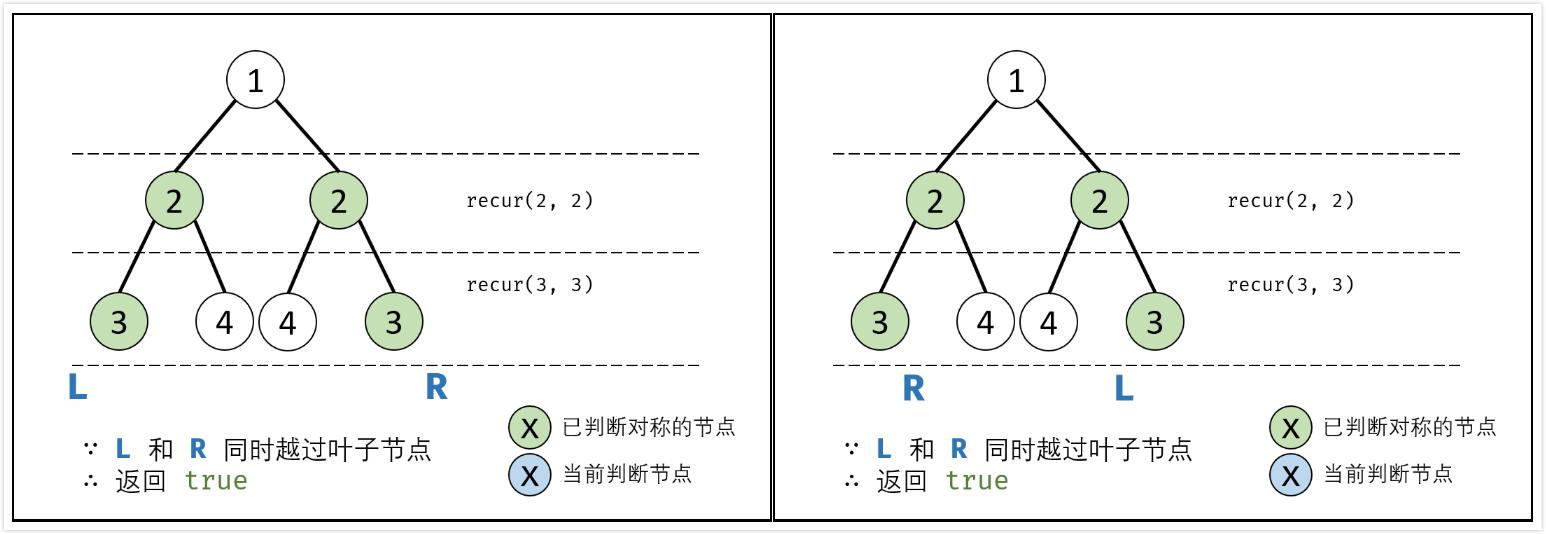 1
2 2 recur(2, 2)
recur(3, 3)
3 4 4 3
L R
X 已判断对称的节点
∵ L 和 R 同时越过叶子节点
X 当前判断节点
∴ 返回 true
1
2 2 recur(2, 2)
recur(3, 3)
3 4 4 3
R L
X 已判断对称的节点
∵ L 和 R 同时越过叶子节点
X 当前判断节点
∴ 返回 true